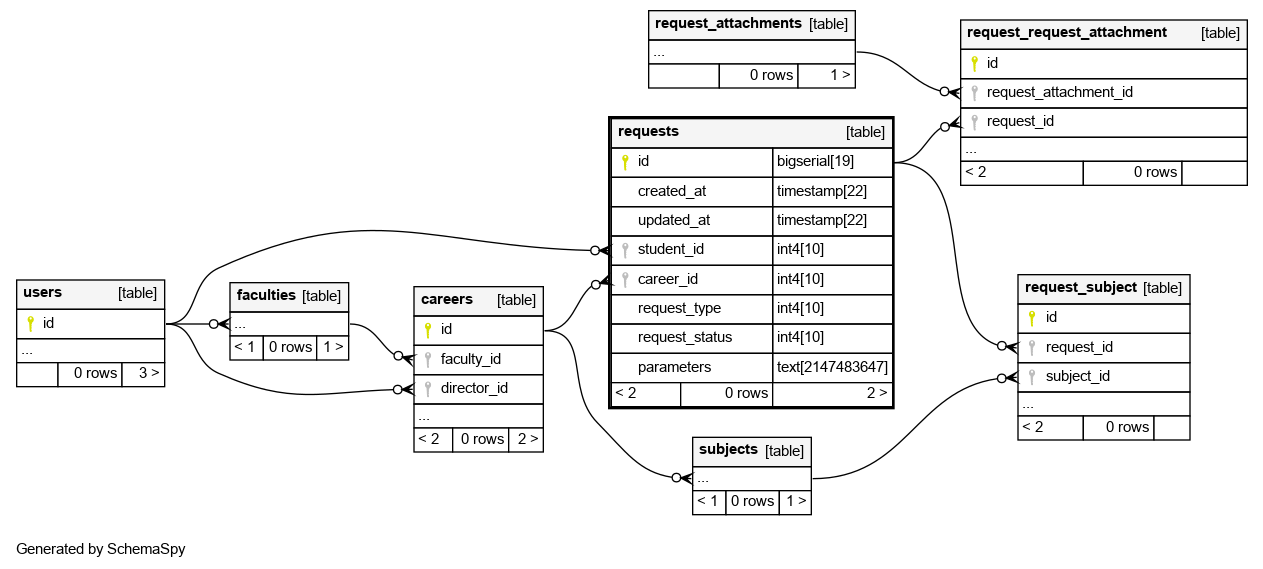 request_attachments [table]
...
0 rows 1 >
request_request_attachment [table]
id
request_attachment_id
request_id
...
< 2 0 rows
requests [table]
id bigserial[19]
created_at timestamp[22]
updated_at timestamp[22]
student_id int4[10]
career_id int4[10]
request_type int4[10]
request_status int4[10]
parameters text[2147483647]
< 2 0 rows 2 >
users [table]
id
...
0 rows 3 >
faculties [table]
...
< 1 0 rows 1 >
careers [table]
id
faculty_id
director_id
...
< 2 0 rows 2 >
request_subject [table]
id
request_id
subject_id
...
< 2 0 rows
subjects [table]
...
< 1 0 rows 1 >
Generated by SchemaSpy